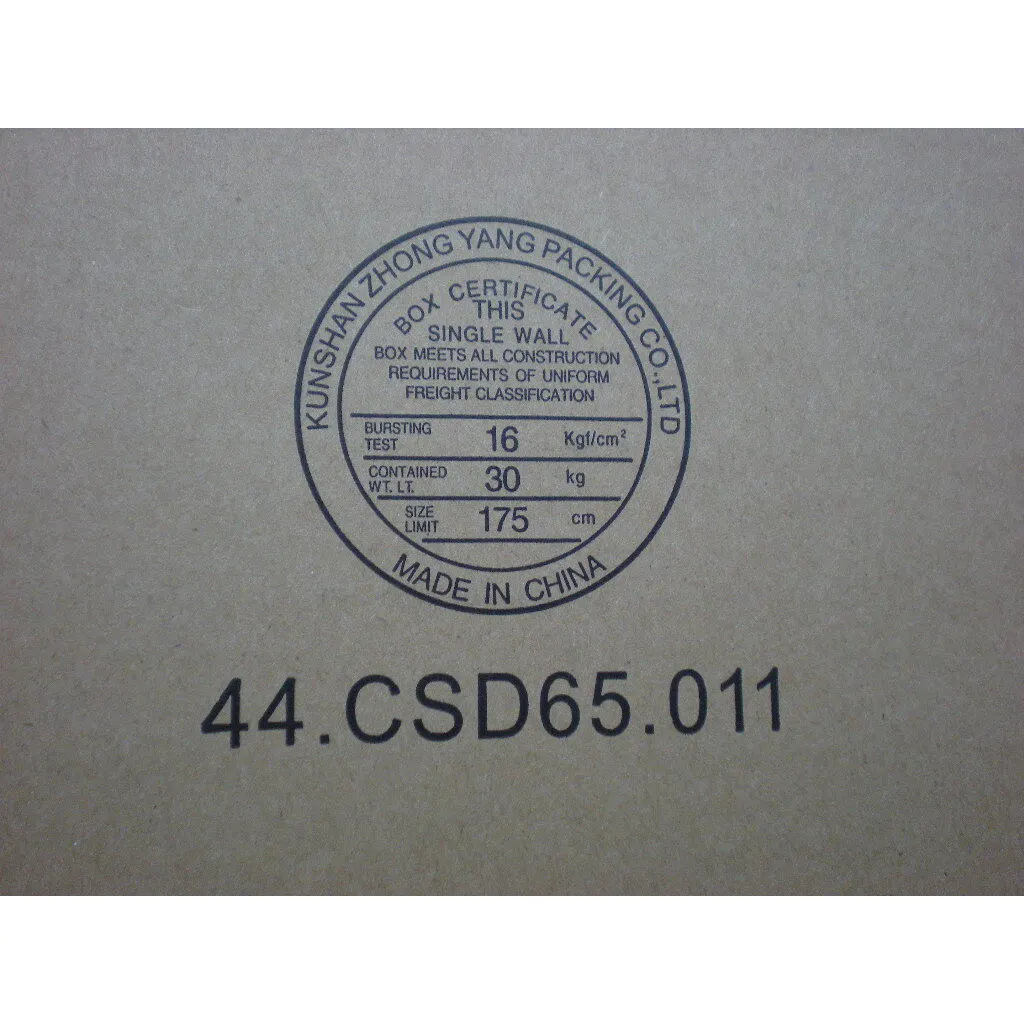 KUNSHAN ZHONG YANG PACKING CO.,LTD
BOX CERTIFICATE
THIS
SINGLE WALL
BOX MEETS ALL CONSTRUCTION
REQUIREMENTS OF UNIFORM
FREIGHT CLASSIFICATION
BURSTING TEST 16 Kgf/cm²
CONTAINED WT. LT. 30 kg
SIZE LIMIT 175 cm
MADE IN CHINA
44.CSD65.011